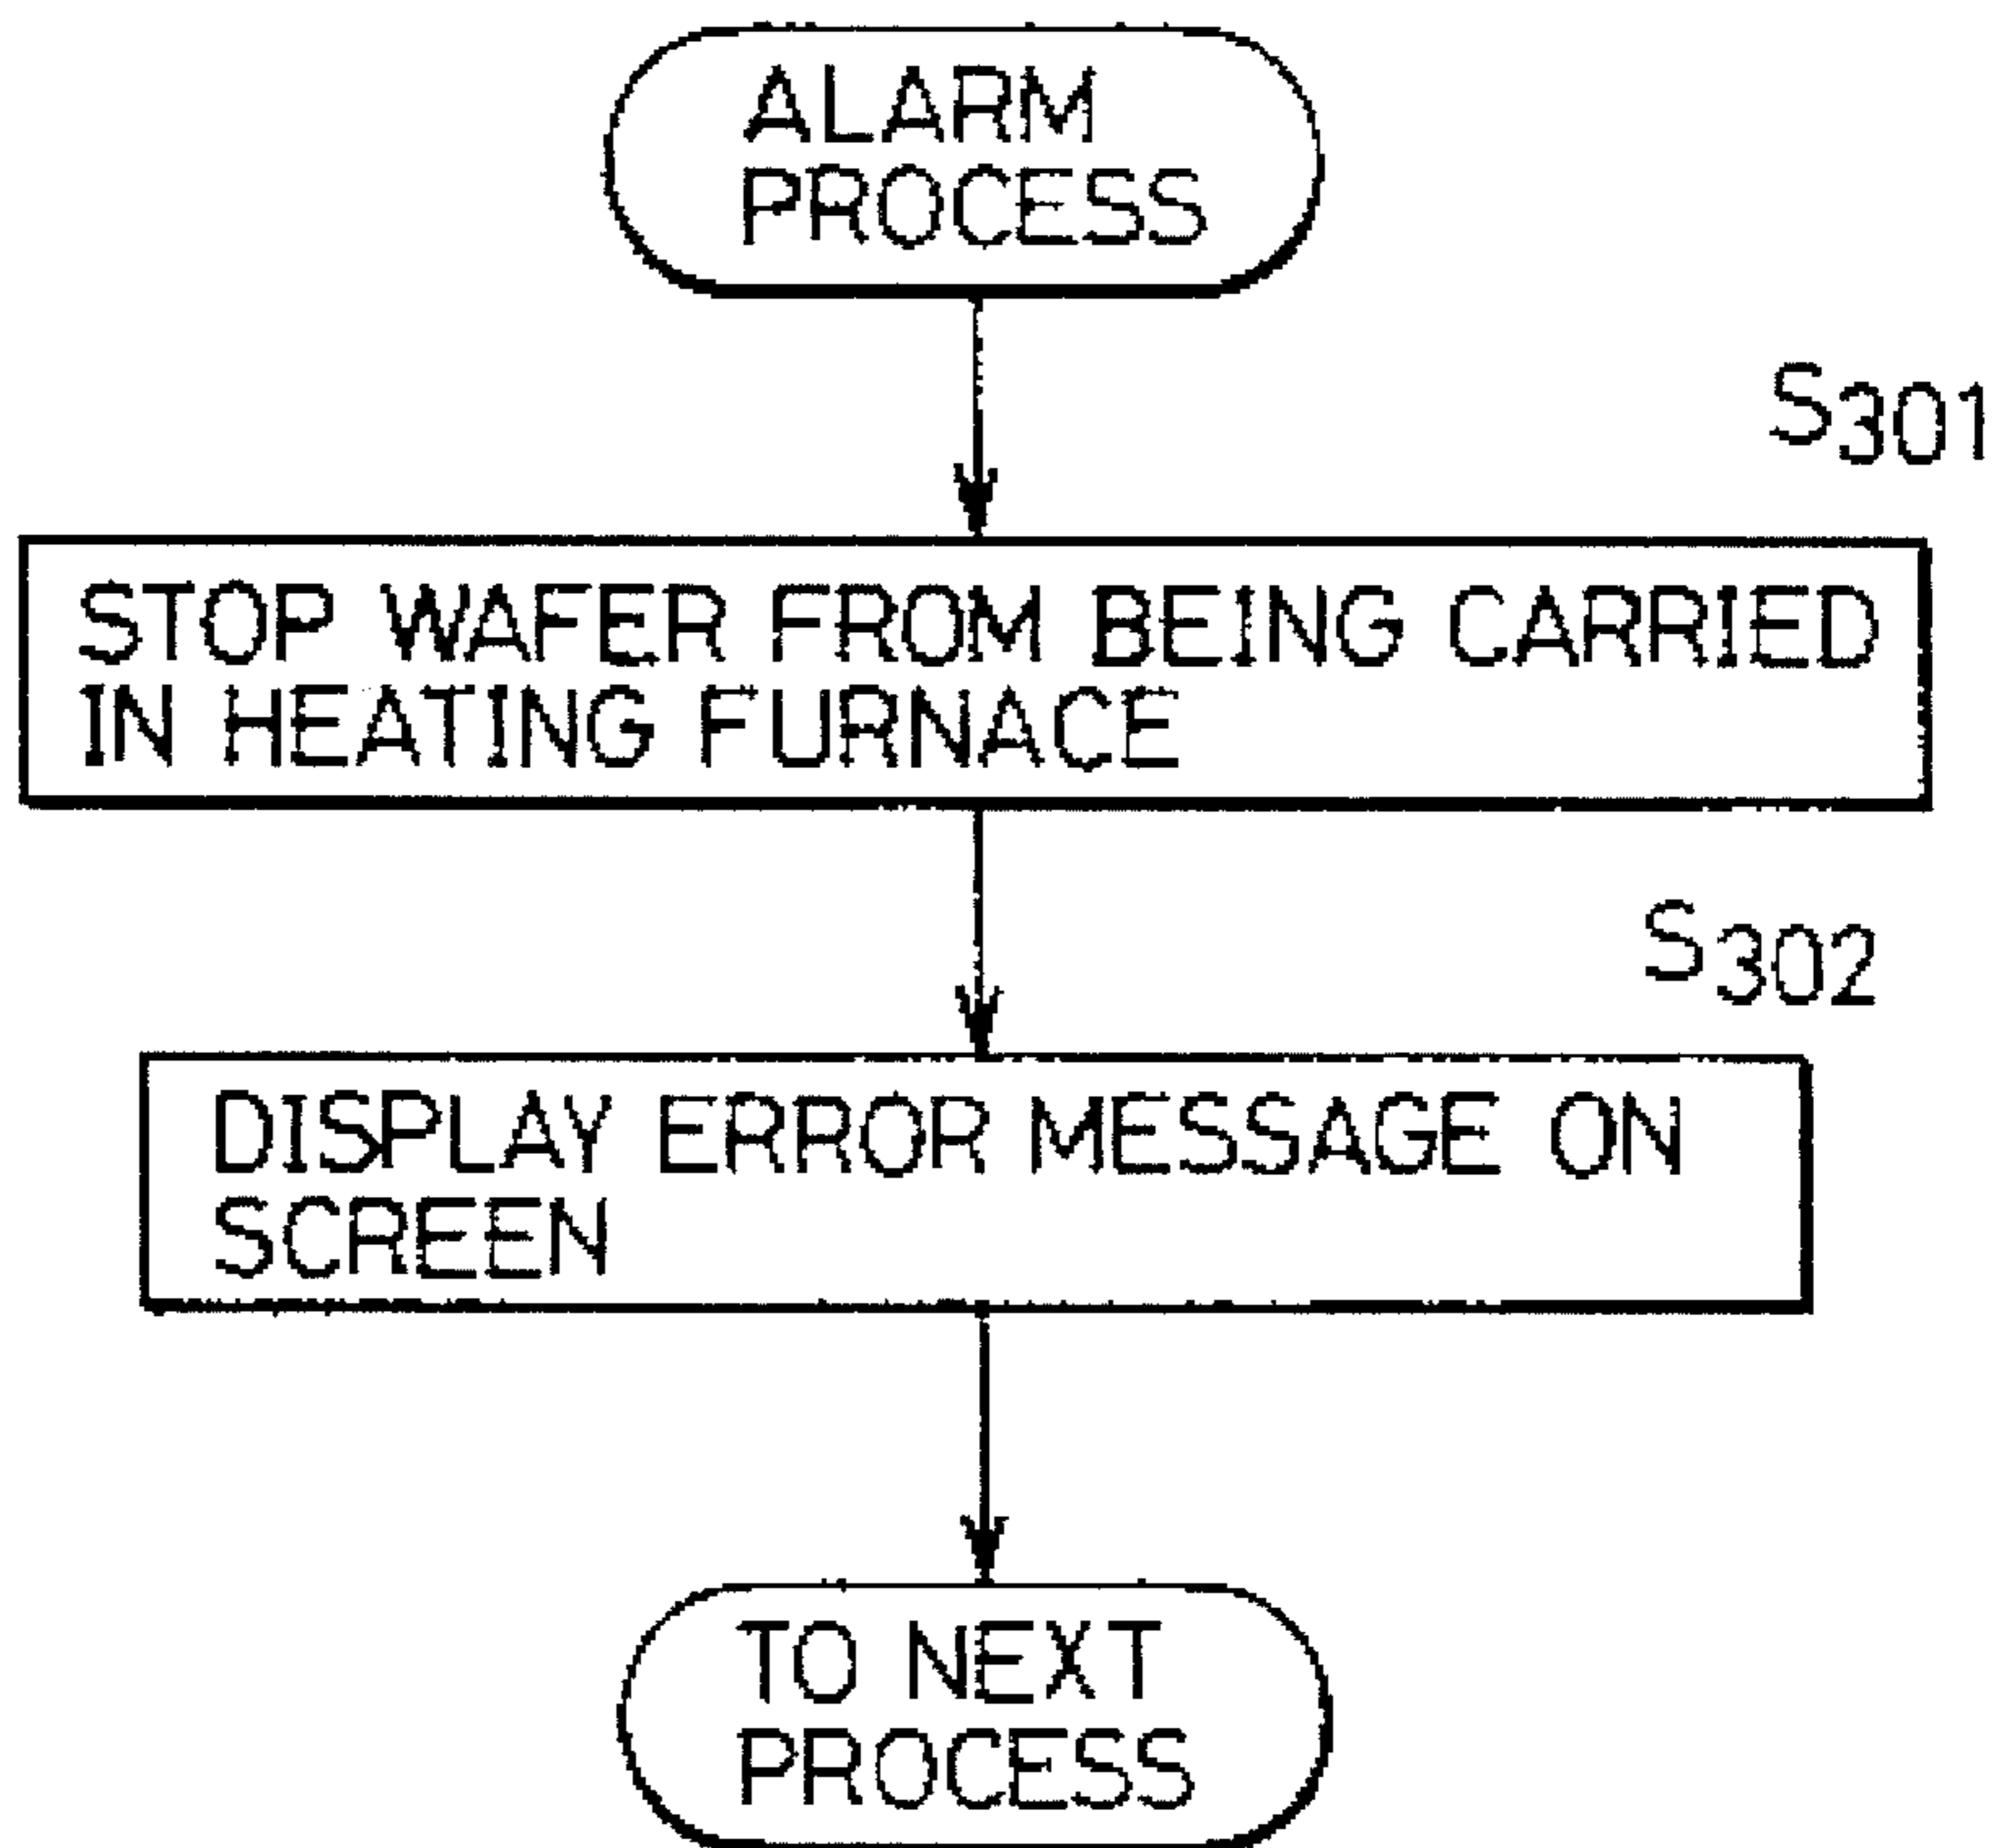 ALARM
PROCESS
S301
STOP WAFER FROM BEING CARRIED
IN HEATING FURNACE
S302
DISPLAY ERROR MESSAGE ON
SCREEN
TO NEXT
PROCESS